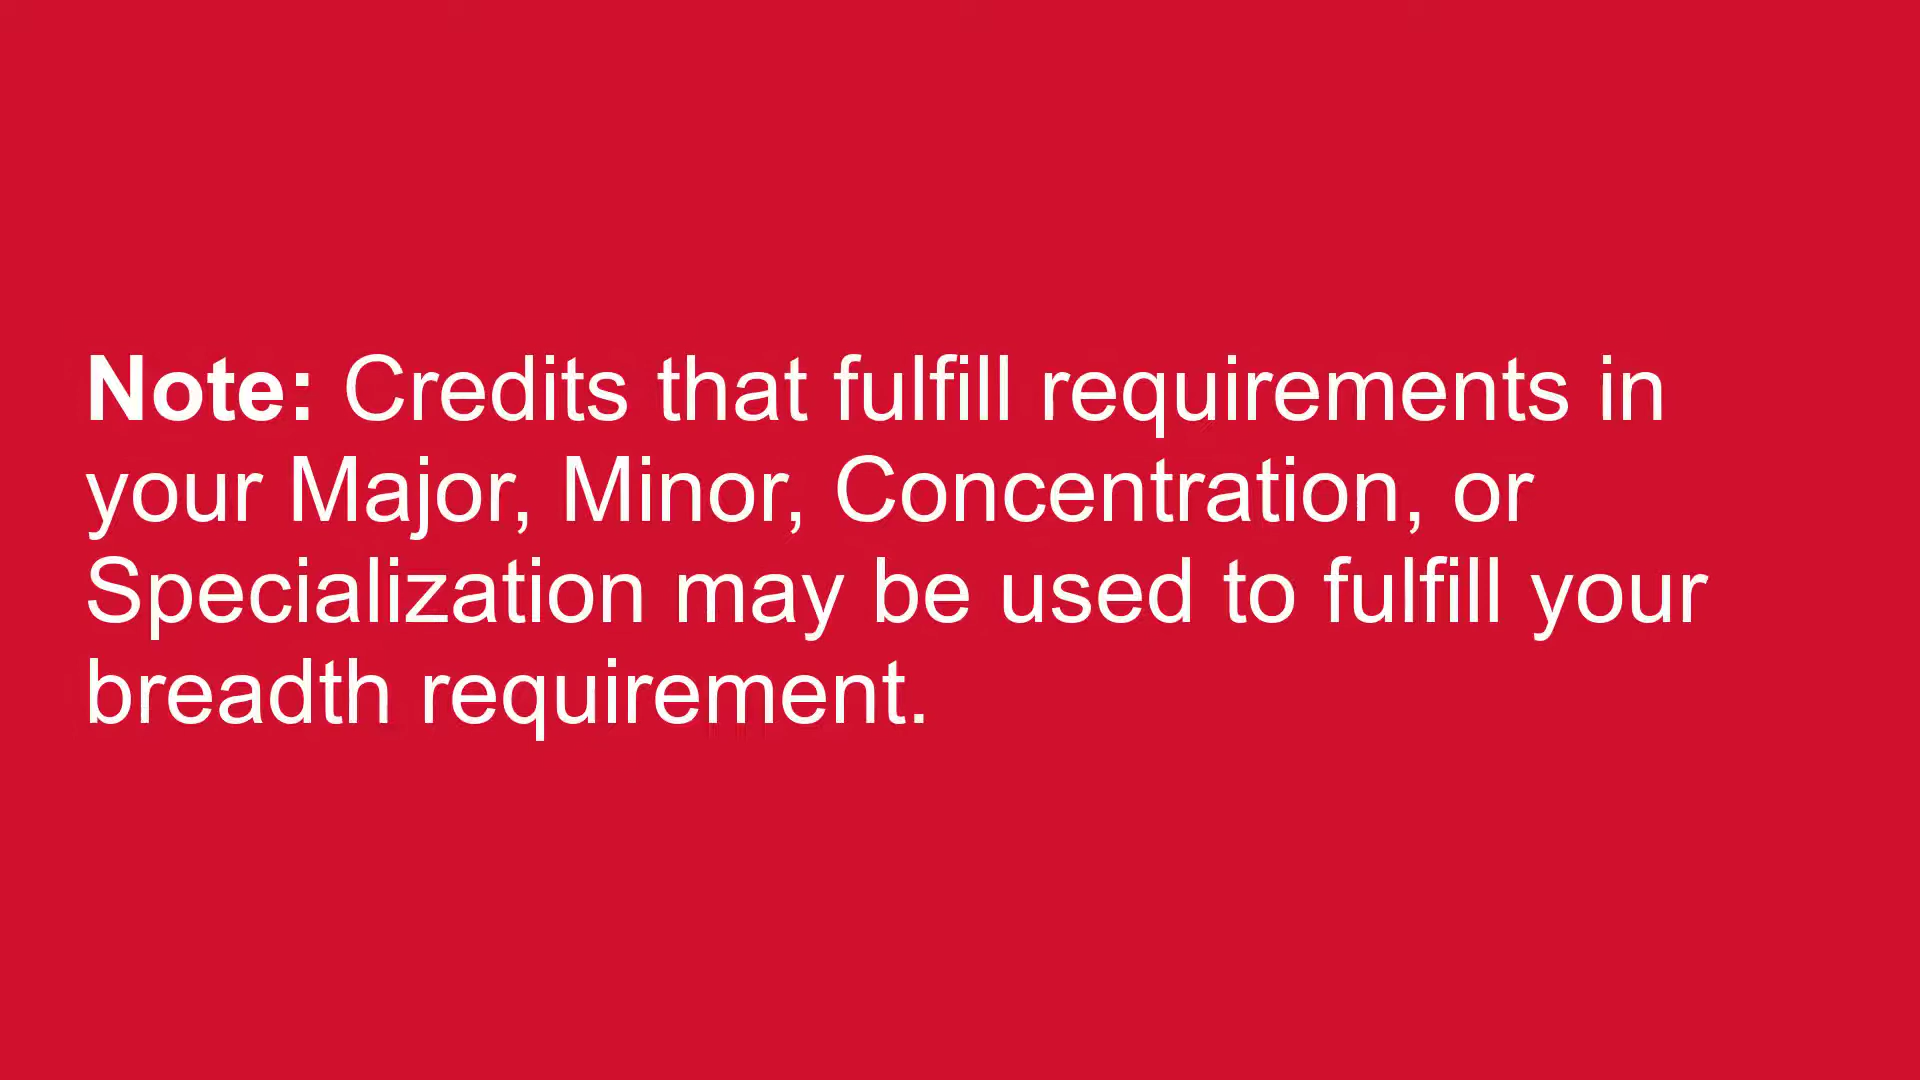 Note: Credits that fulfill requirements in
your Major, Minor, Concentration, or
Specialization may be used to fulfill your
breadth requirement.